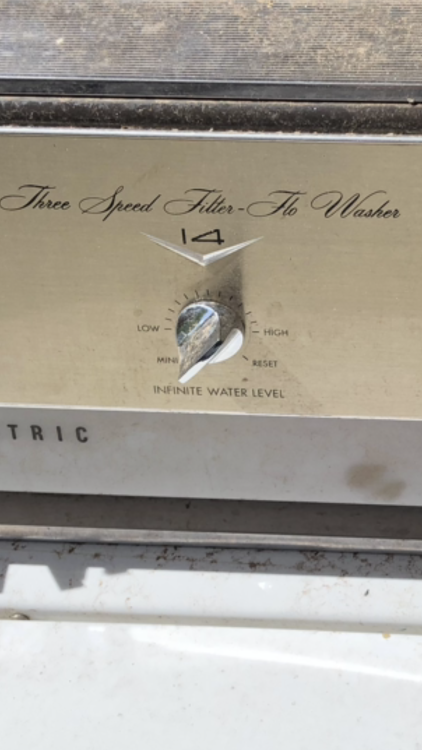 Three Speed Filter-Flo Washer
14
LOW HIGH
MINI RESET
INFINITE WATER LEVEL
TRIC